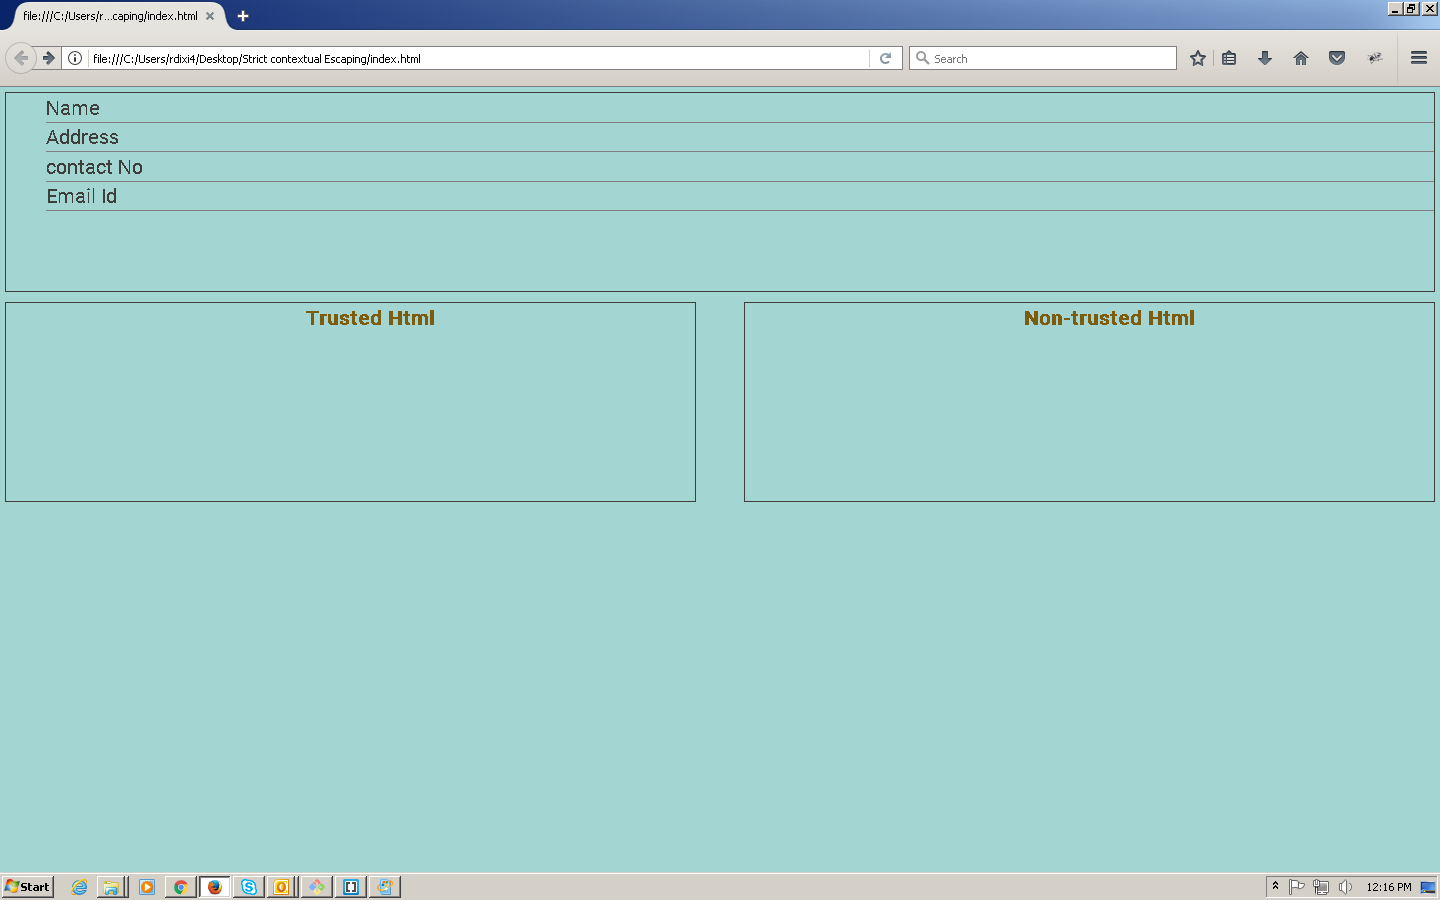 file:///C:/Users/r...caping/index.html
file:///C:/Users/rdixi4/Desktop/Strict contextual Escaping/index.html
Search
Name
Address
contact No
Email Id
Trusted Html
Non-trusted Html
Start
12:16 PM